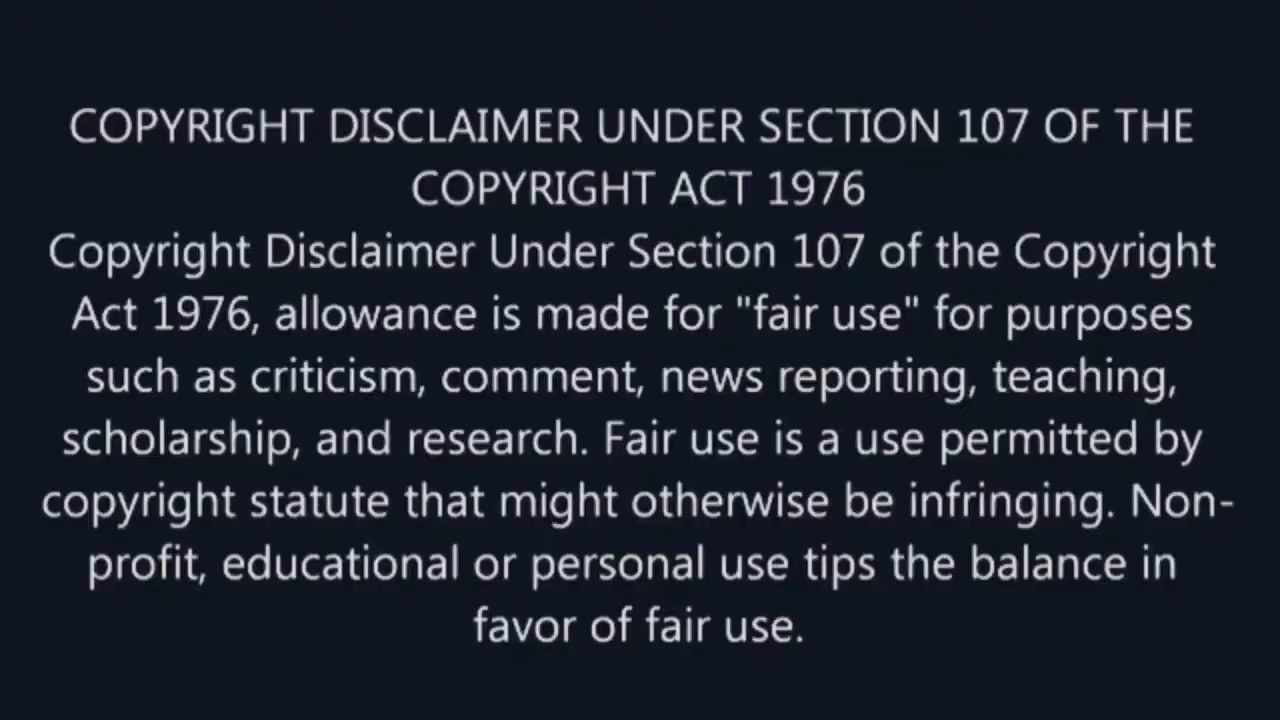 COPYRIGHT DISCLAIMER UNDER SECTION 107 OF THE
COPYRIGHT ACT 1976
Copyright Disclaimer Under Section 107 of the Copyright
Act 1976, allowance is made for "fair use" for purposes
such as criticism, comment, news reporting, teaching,
scholarship, and research. Fair use is a use permitted by
copyright statute that might otherwise be infringing. Non-
profit, educational or personal use tips the balance in
favor of fair use.